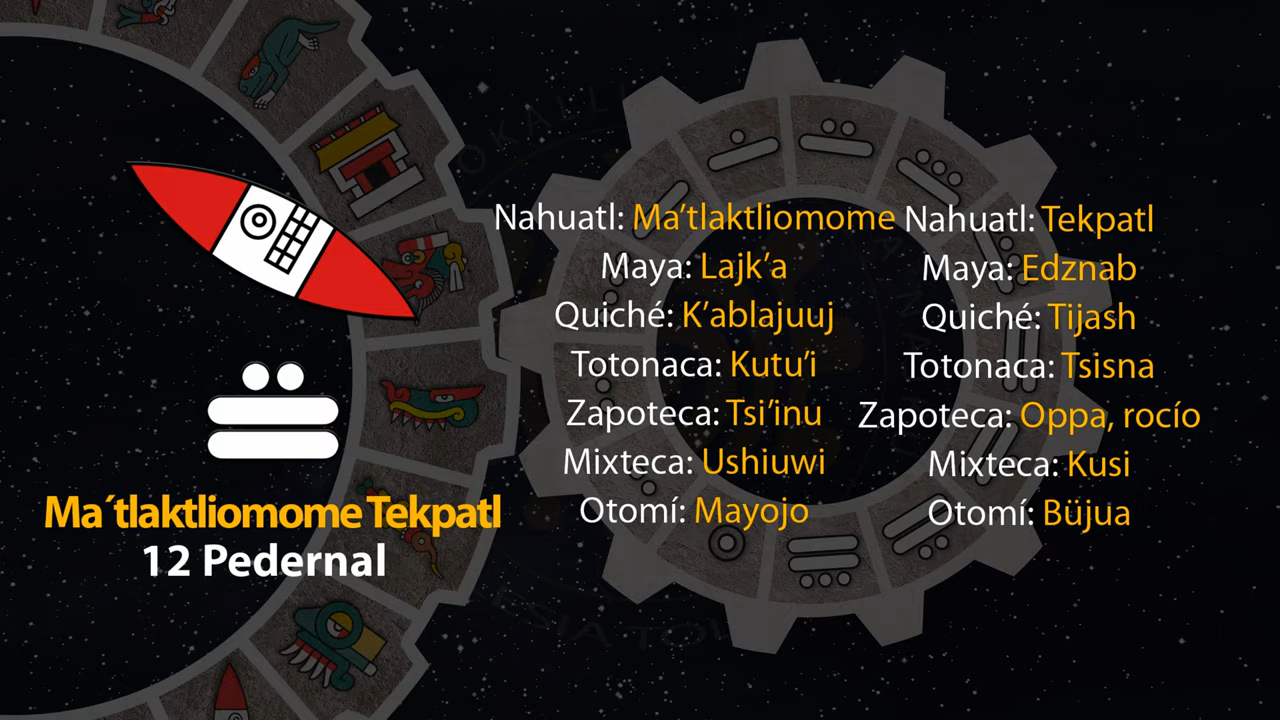 Nahuatl: Ma’tlaktliomome
Maya: Lajk’a
Quiché: K’ablajuuj
Totonaca: Kutu’i
Zapoteca: Tsi’inu
Mixteca: Ushiuwi
Otomí: Mayojo
Nahuatl: Tekpatl
Maya: Edznab
Quiché: Tijash
Totonaca: Tsisna
Zapoteca: Oppa, rocío
Mixteca: Kusi
Otomí: Büjua
Ma´tlaktliomome Tekpatl
12 Pedernal